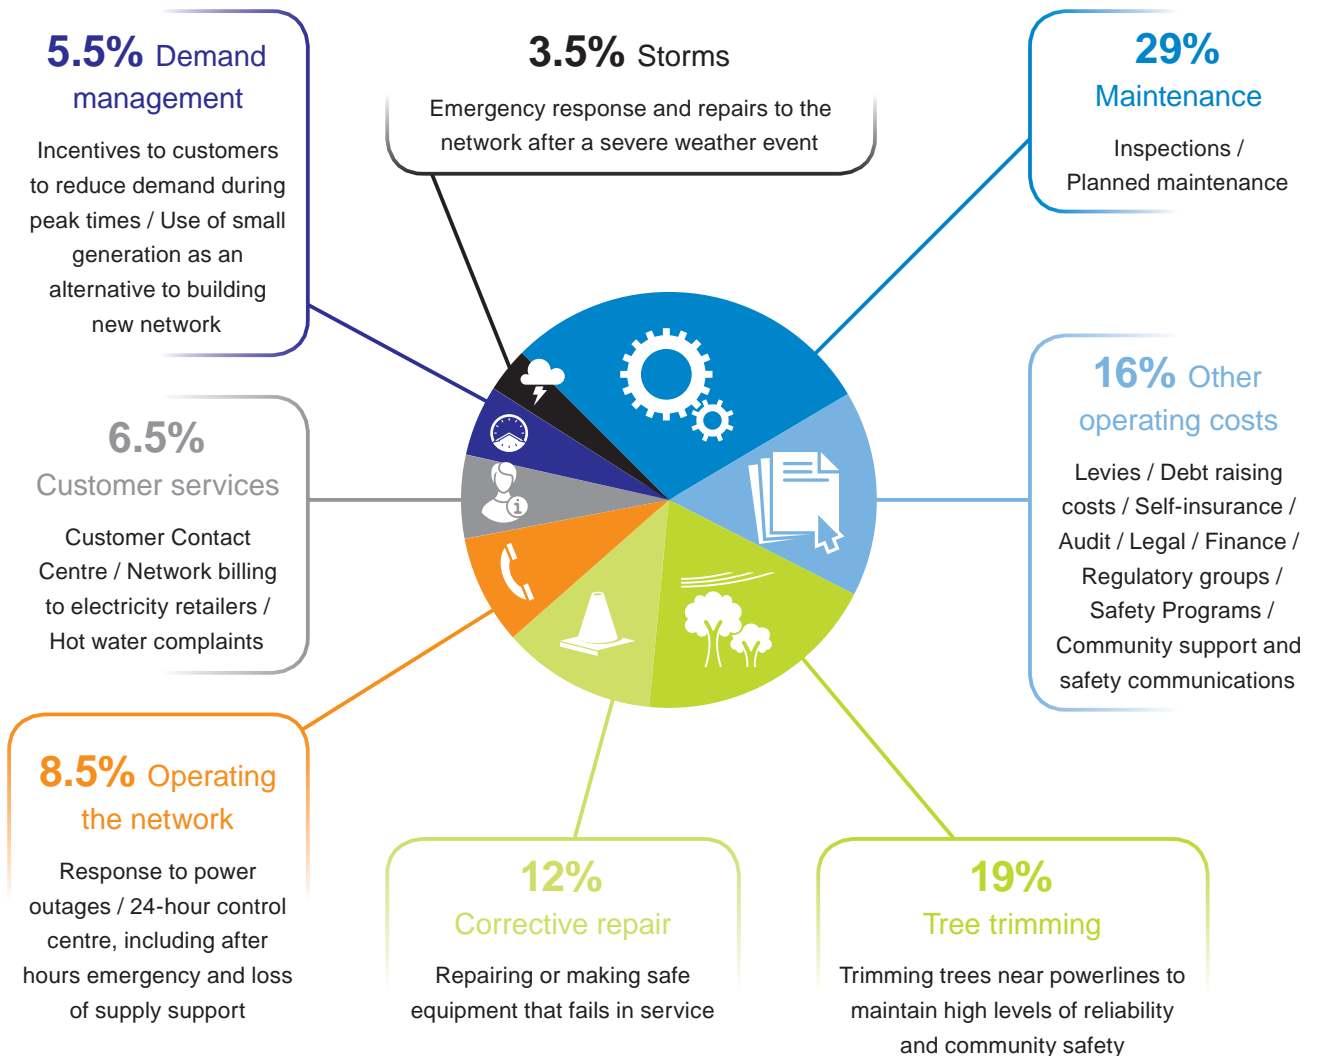 5.5% Demand
management
Incentives to customers
to reduce demand during
peak times / Use of small
generation as an
alternative to building
new network
3.5% Storms
Emergency response and repairs to the
network after a severe weather event
29%
Maintenance
Inspections /
Planned maintenance
16% Other
operating costs
Levies / Debt raising
costs / Self-insurance /
Audit / Legal / Finance /
Regulatory groups /
Safety Programs /
Community support and
safety communications
6.5%
Customer services
Customer Contact
Centre / Network billing
to electricity retailers /
Hot water complaints
i
8.5% Operating
the network
Response to power
outages / 24-hour control
centre, including after
hours emergency and loss
of supply support
12%
Corrective repair
Repairing or making safe
equipment that fails in service
19%
Tree trimming
Trimming trees near powerlines to
maintain high levels of reliability
and community safety